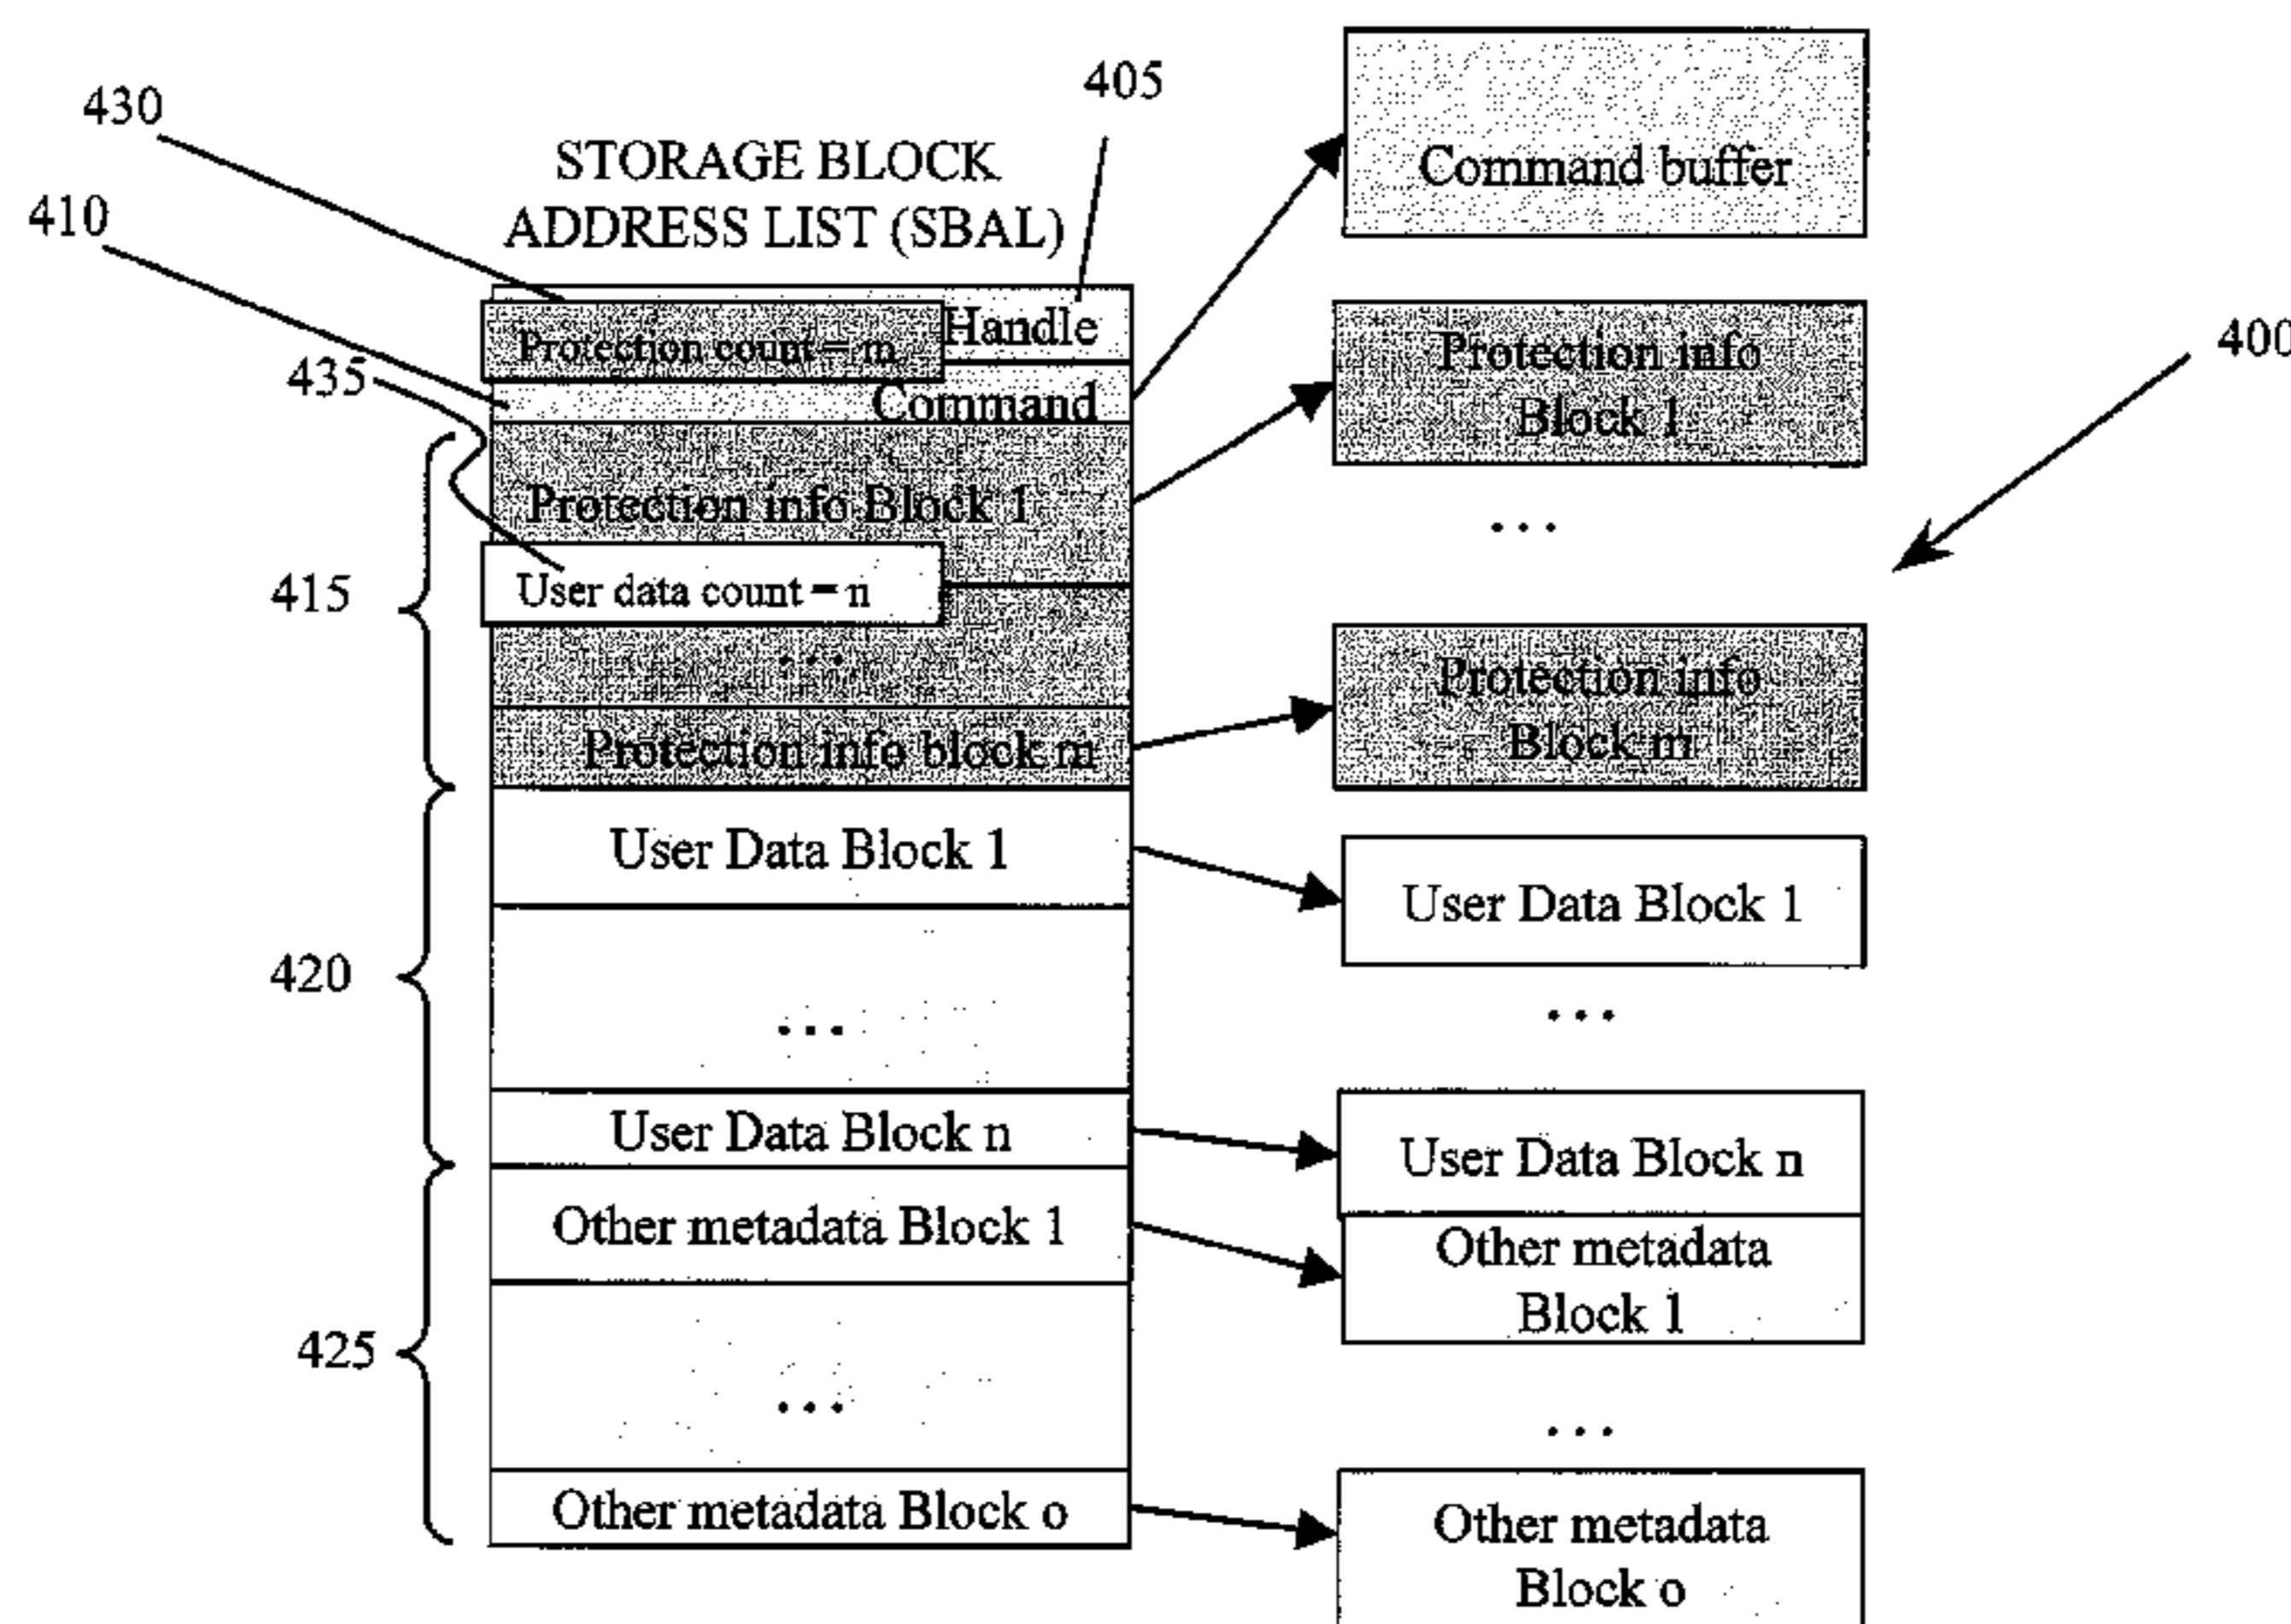 430
405
STORAGE BLOCK
ADDRESS LIST (SBAL)
410
Handle
Protection count = m
435
Command
Protection info Block 1
User data count = n
415
...
Protection info block m
User Data Block 1
420
...
User Data Block n
Other metadata Block 1
425
...
Other metadata Block o
Command buffer
Protection info
Block 1
400
...
Protection info
Block m
User Data Block 1
...
User Data Block n
Other metadata
Block 1
...
Other metadata
Block o